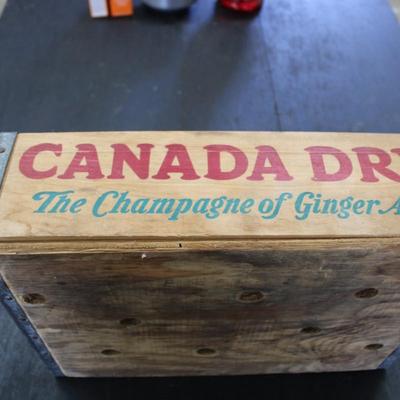 CANADA DR
The Champagne of Ginger A